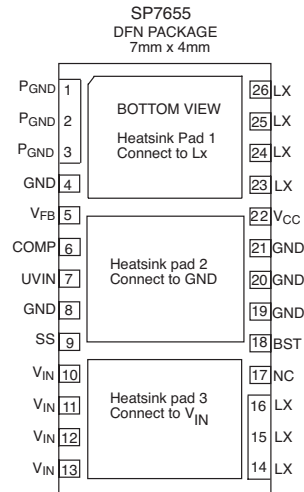 SP7655
DFN PACKAGE
7mm x 4mm
BOTTOM VIEW
Heatsink Pad 1
Connect to Lx
Heatsink pad 2
Connect to GND
Heatsink pad 3
Connect to VIN
PGND 1
PGND 2
PGND 3
GND 4
VFB 5
COMP 6
UVIN 7
GND 8
SS 9
VIN 10
VIN 11
VIN 12
VIN 13
26 LX
25 LX
24 LX
23 LX
22 VCC
21 GND
20 GND
19 GND
18 BST
17 NC
16 LX
15 LX
14 LX